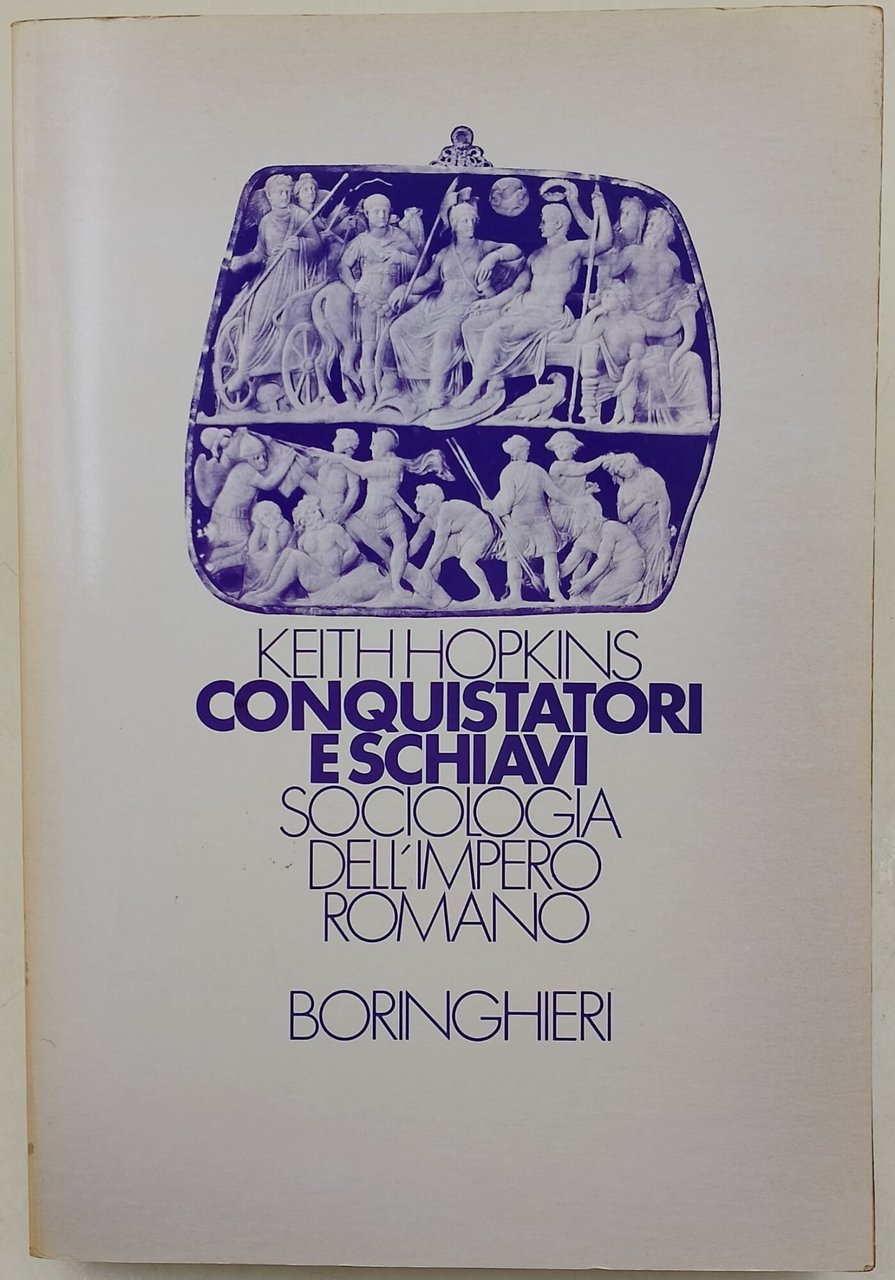 KEITH HOPKINS
CONQUISTATORI
E SCHIAVI
SOCIOLOGIA
DELL'IMPERO
ROMANO
BORINGHIERI